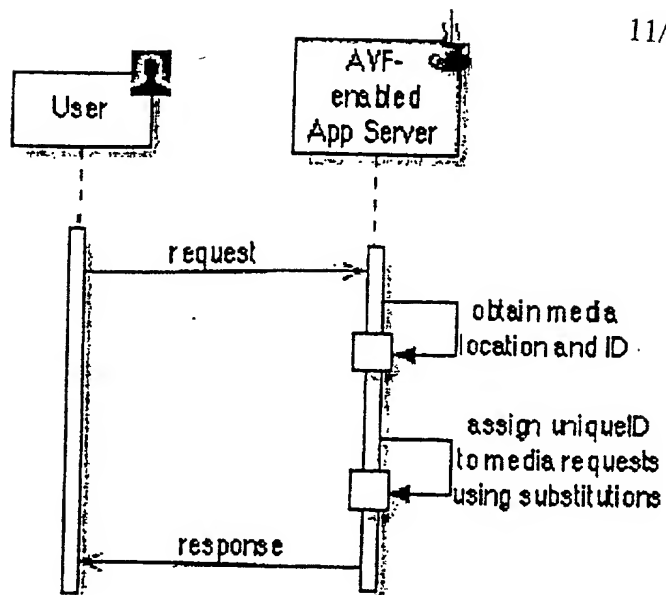 11/
User
AVF-
enabled
App Server
request
obtain media
location and ID
assign uniqueID
to media requests
using substitutions
response